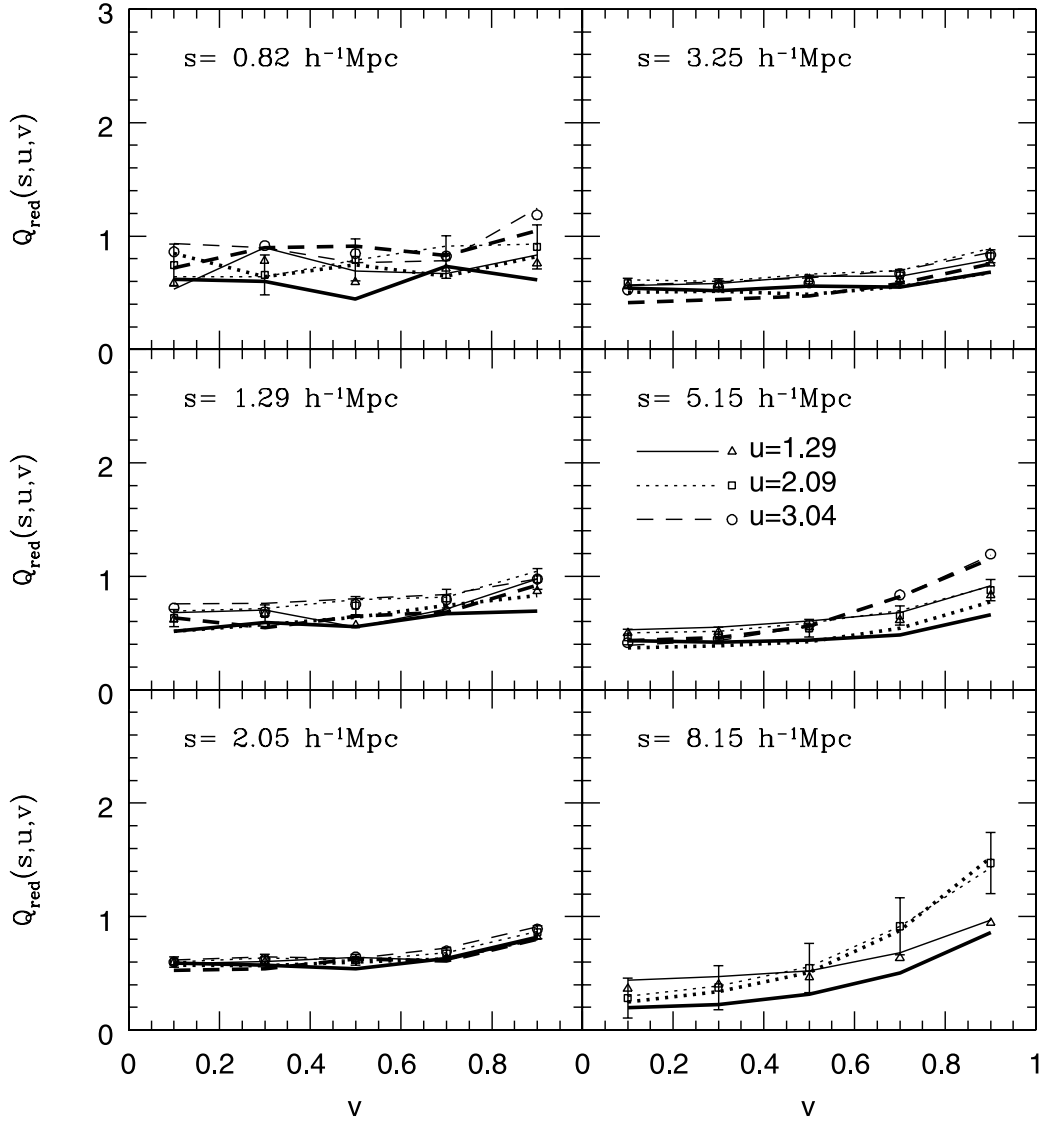 3
s= 0.82 h⁻¹Mpc
s= 3.25 h⁻¹Mpc
2
Q_red(s,u,v)
1
0
s= 1.29 h⁻¹Mpc
s= 5.15 h⁻¹Mpc
2
u=1.29
u=2.09
u=3.04
Q_red(s,u,v)
1
0
s= 2.05 h⁻¹Mpc
s= 8.15 h⁻¹Mpc
2
Q_red(s,u,v)
1
0
0 0.2 0.4 0.6 0.8 0 0.2 0.4 0.6 0.8 1
v v